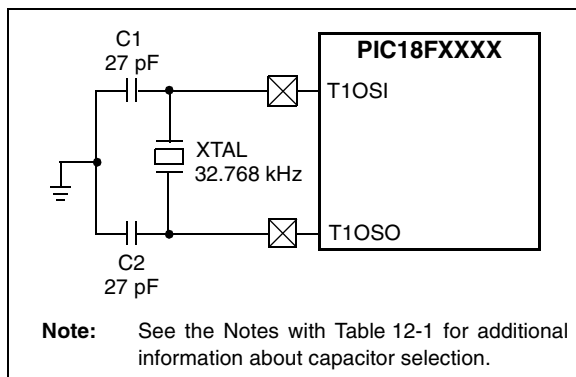 C1
27 pF
PIC18FXXXX
T1OSI
XTAL
32.768 kHz
T1OSO
C2
27 pF
Note: See the Notes with Table 12-1 for additional
information about capacitor selection.